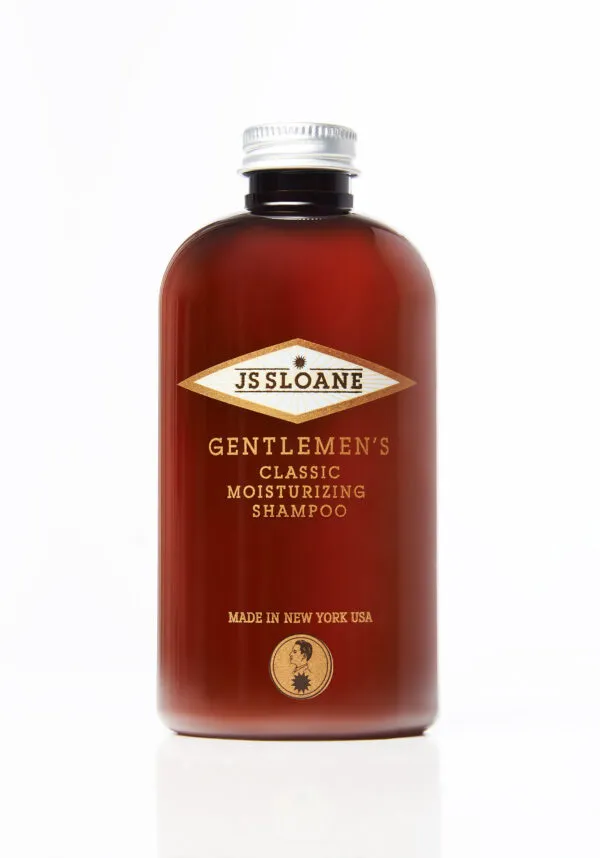 JS SLOANE
GENTLEMEN'S
CLASSIC
MOISTURIZING
SHAMPOO
MADE IN NEW YORK USA